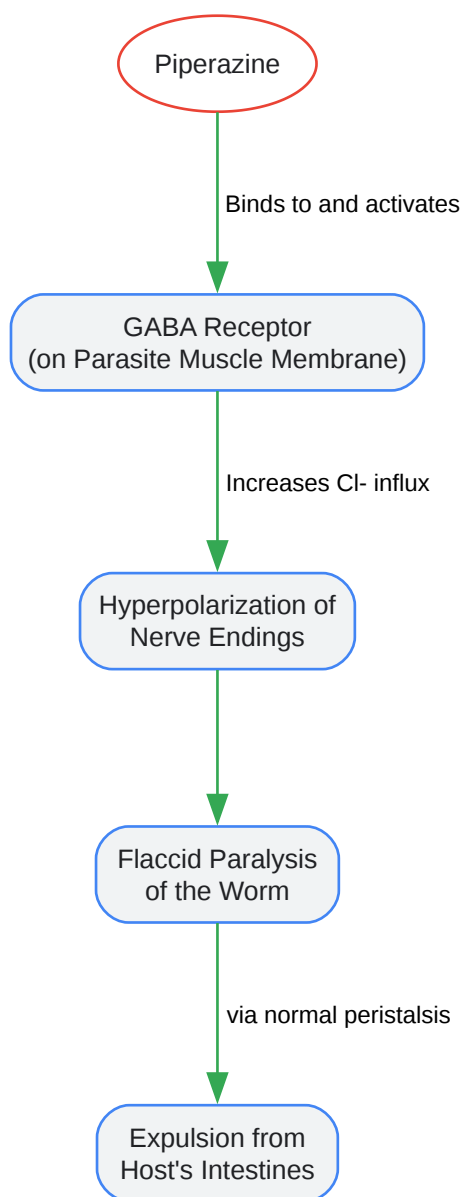 Piperazine
Binds to and activates
GABA Receptor
(on Parasite Muscle Membrane)
Increases Cl- influx
Hyperpolarization of
Nerve Endings
Flaccid Paralysis
of the Worm
via normal peristalsis
Expulsion from
Host's Intestines